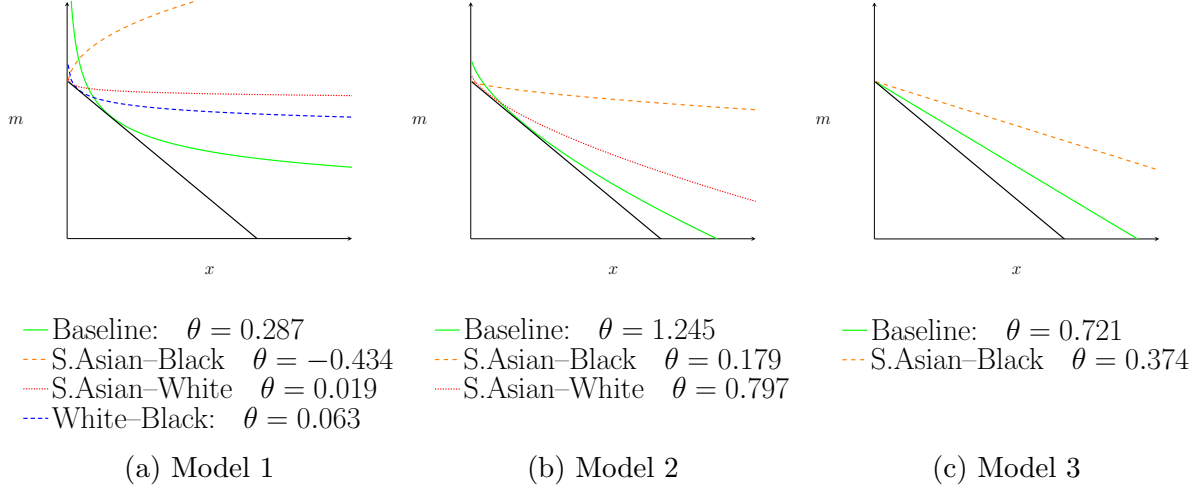 m
x
Baseline: θ = 0.287
S.Asian–Black θ = −0.434
S.Asian–White θ = 0.019
White–Black: θ = 0.063
(a) Model 1
m
x
Baseline: θ = 1.245
S.Asian–Black θ = 0.179
S.Asian–White θ = 0.797
(b) Model 2
m
x
Baseline: θ = 0.721
S.Asian–Black θ = 0.374
(c) Model 3